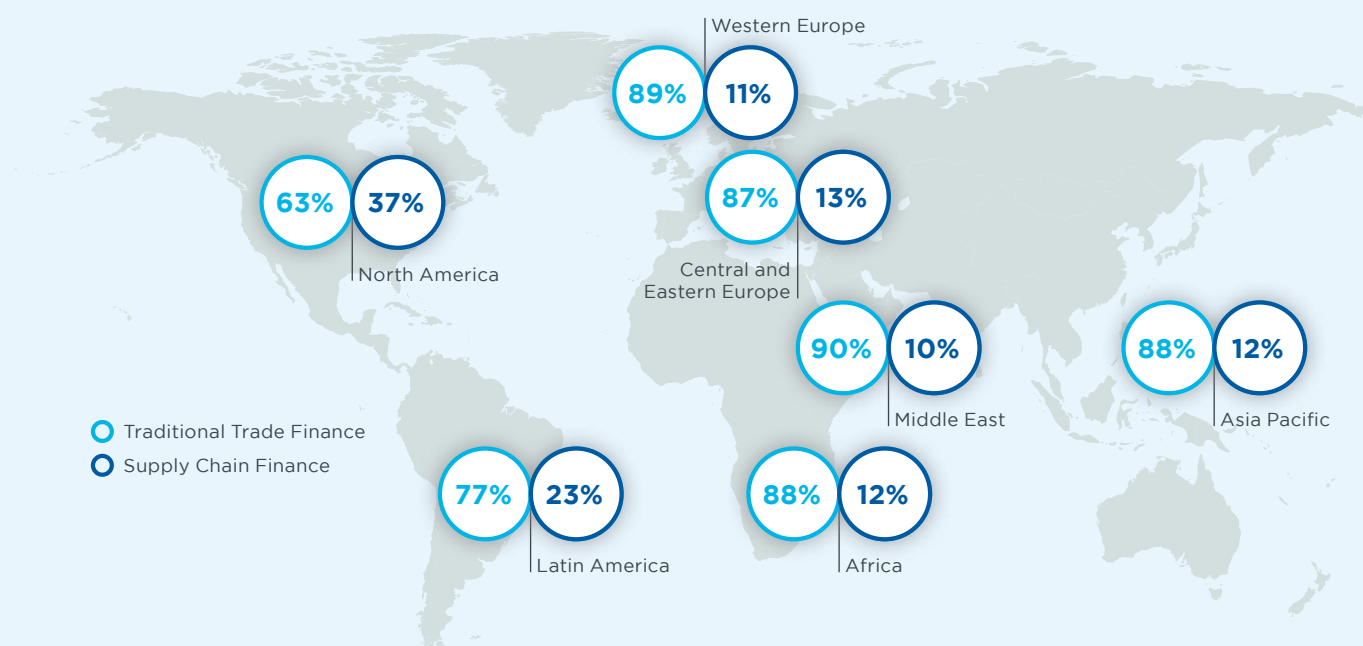 Western Europe
89% 11%
87% 13%
Central and
Eastern Europe
63% 37%
North America
90% 10%
Middle East
88% 12%
Asia Pacific
Traditional Trade Finance
Supply Chain Finance
77% 23%
Latin America
88% 12%
Africa